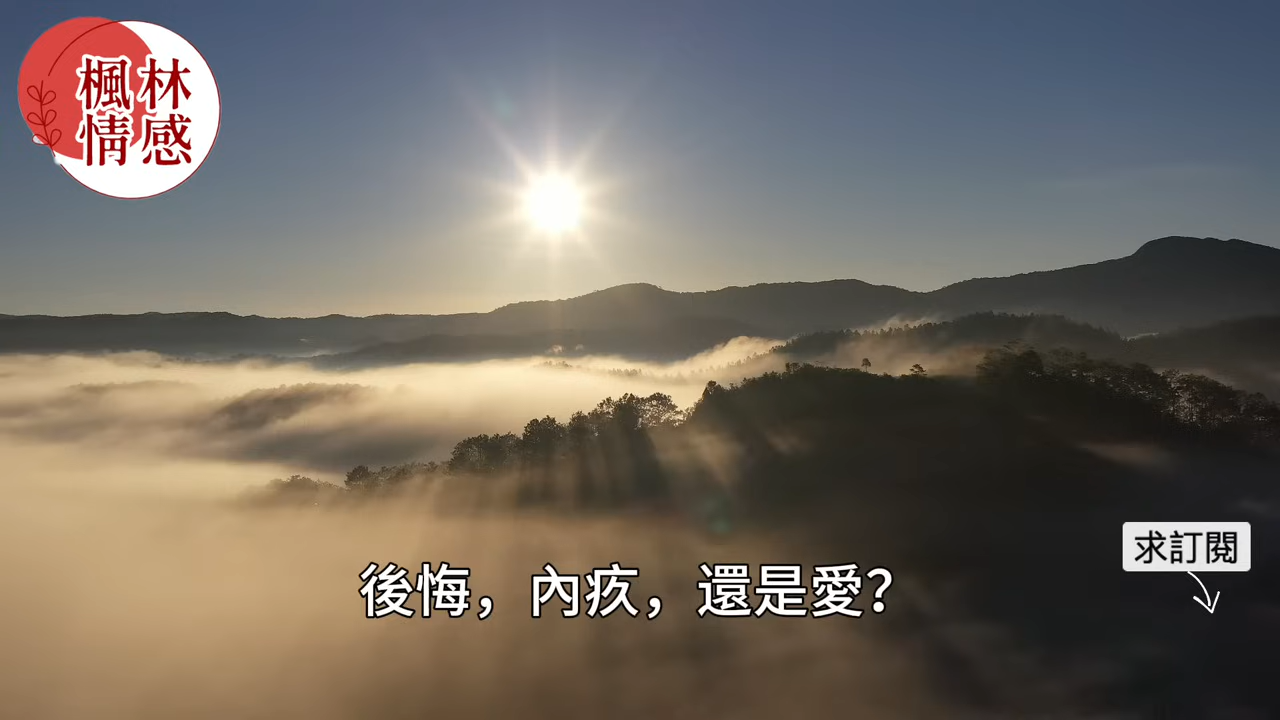 楓林
情感
求訂閱
後悔，內疚，還是愛？